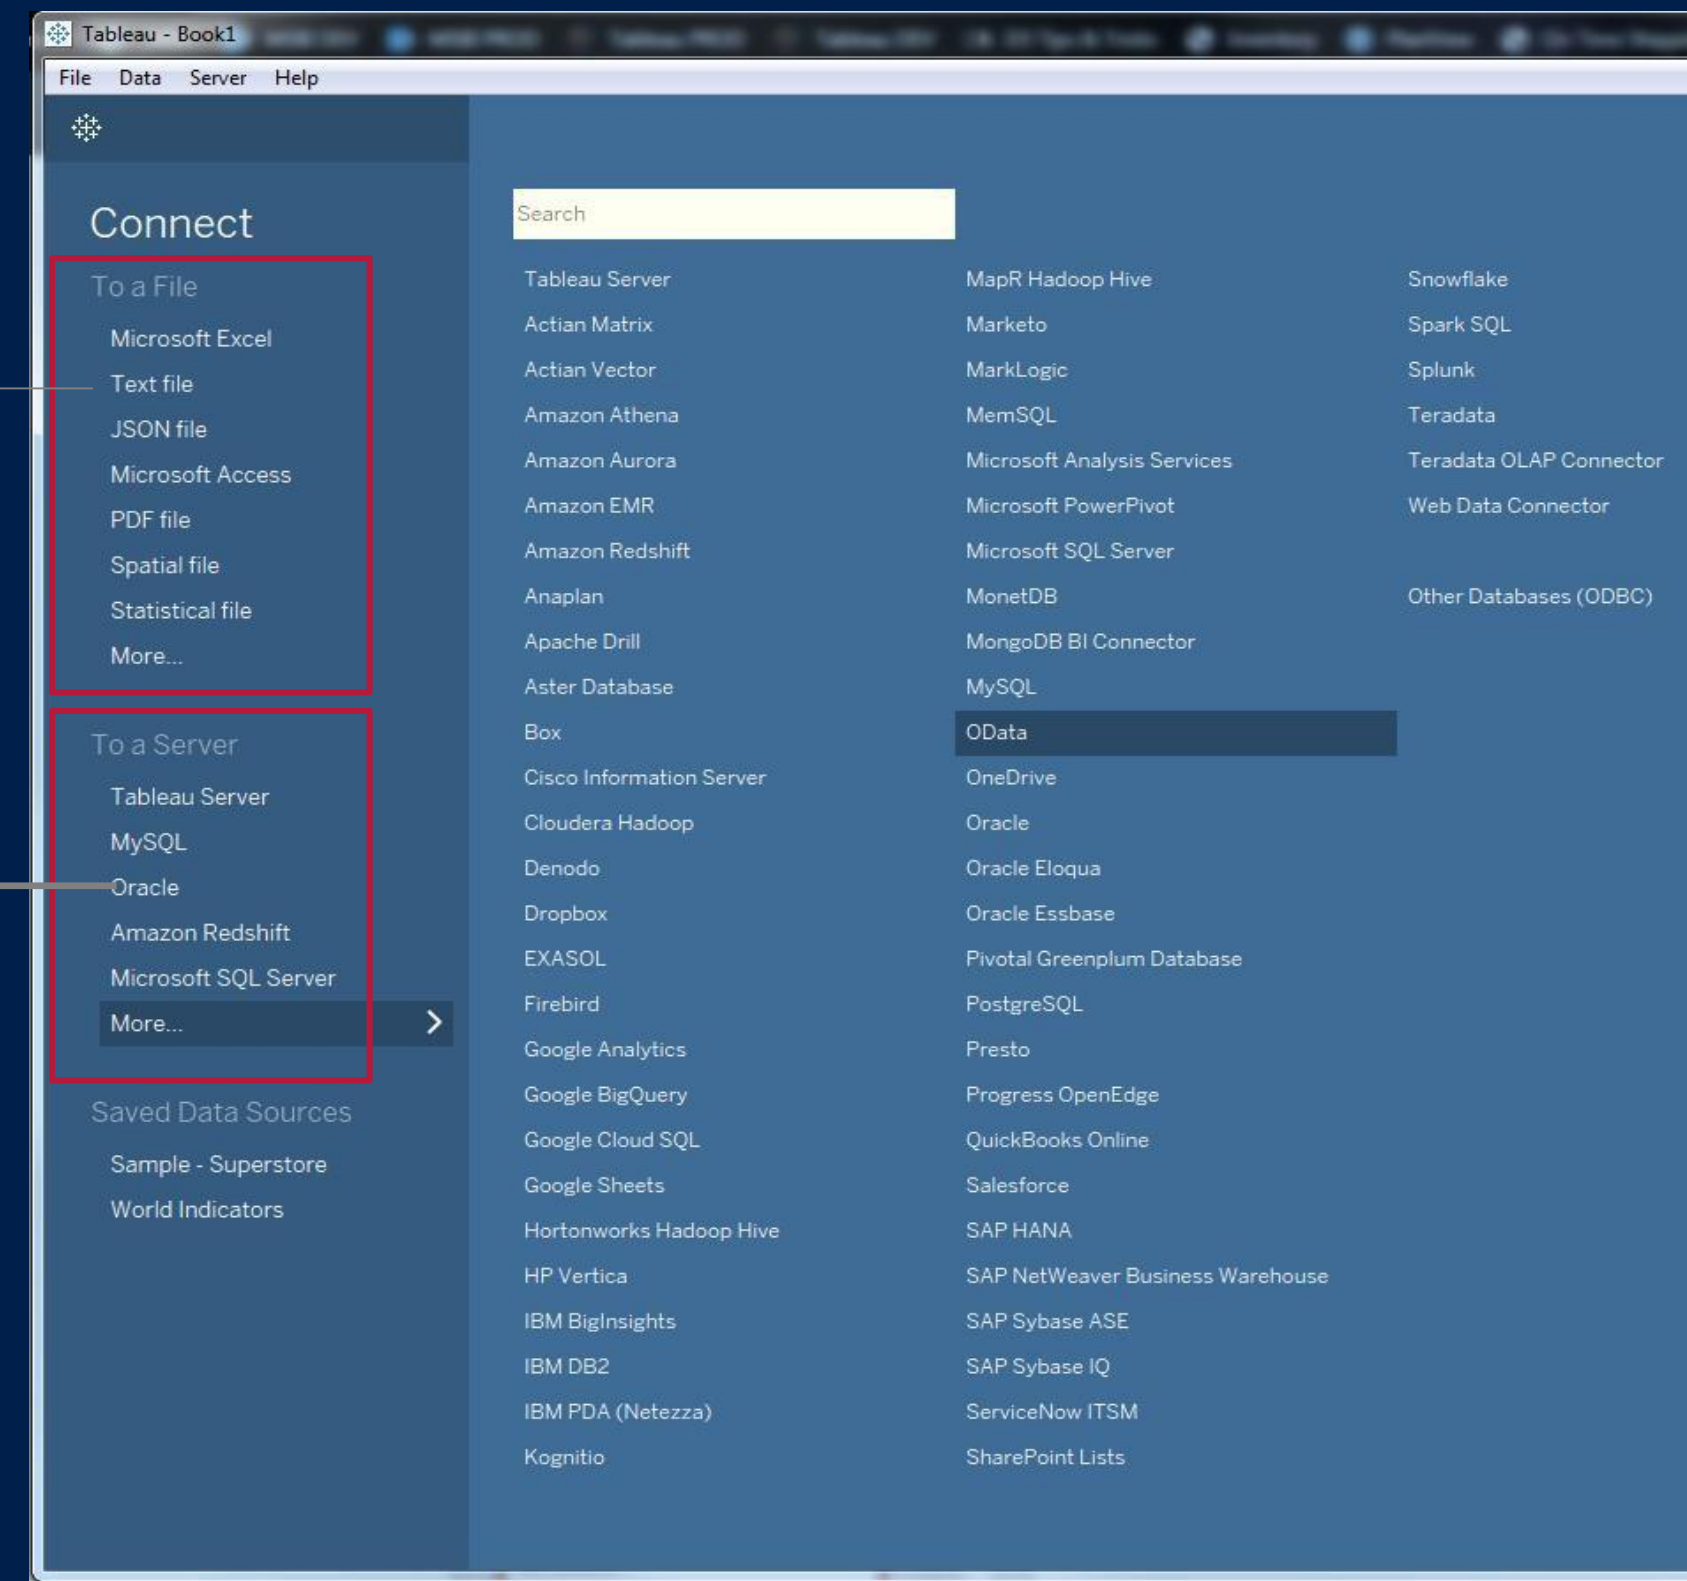 Tableau - Book1
File Data Server Help
Connect
To a File
Microsoft Excel
Text file
JSON file
Microsoft Access
PDF file
Spatial file
Statistical file
More...
To a Server
Tableau Server
MySQL
Oracle
Amazon Redshift
Microsoft SQL Server
More...
Saved Data Sources
Sample - Superstore
World Indicators
Search
Tableau Server
Actian Matrix
Actian Vector
Amazon Athena
Amazon Aurora
Amazon EMR
Amazon Redshift
Anaplan
Apache Drill
Aster Database
Box
Cisco Information Server
Cloudera Hadoop
Denodo
Dropbox
EXASOL
Firebird
Google Analytics
Google BigQuery
Google Cloud SQL
Google Sheets
Hortonworks Hadoop Hive
HP Vertica
IBM BigInsights
IBM DB2
IBM PDA (Netezza)
Kognitio
MapR Hadoop Hive
Marketo
MarkLogic
MemSQL
Microsoft Analysis Services
Microsoft PowerPivot
Microsoft SQL Server
MonetDB
MongoDB BI Connector
MySQL
OData
OneDrive
Oracle
Oracle Eloqua
Oracle Essbase
Pivotal Greenplum Database
PostgreSQL
Presto
Progress OpenEdge
QuickBooks Online
Salesforce
SAP HANA
SAP NetWeaver Business Warehouse
SAP Sybase ASE
SAP Sybase IQ
ServiceNow ITSM
SharePoint Lists
Snowflake
Spark SQL
Splunk
Teradata
Teradata OLAP Connector
Web Data Connector
Other Databases (ODBC)